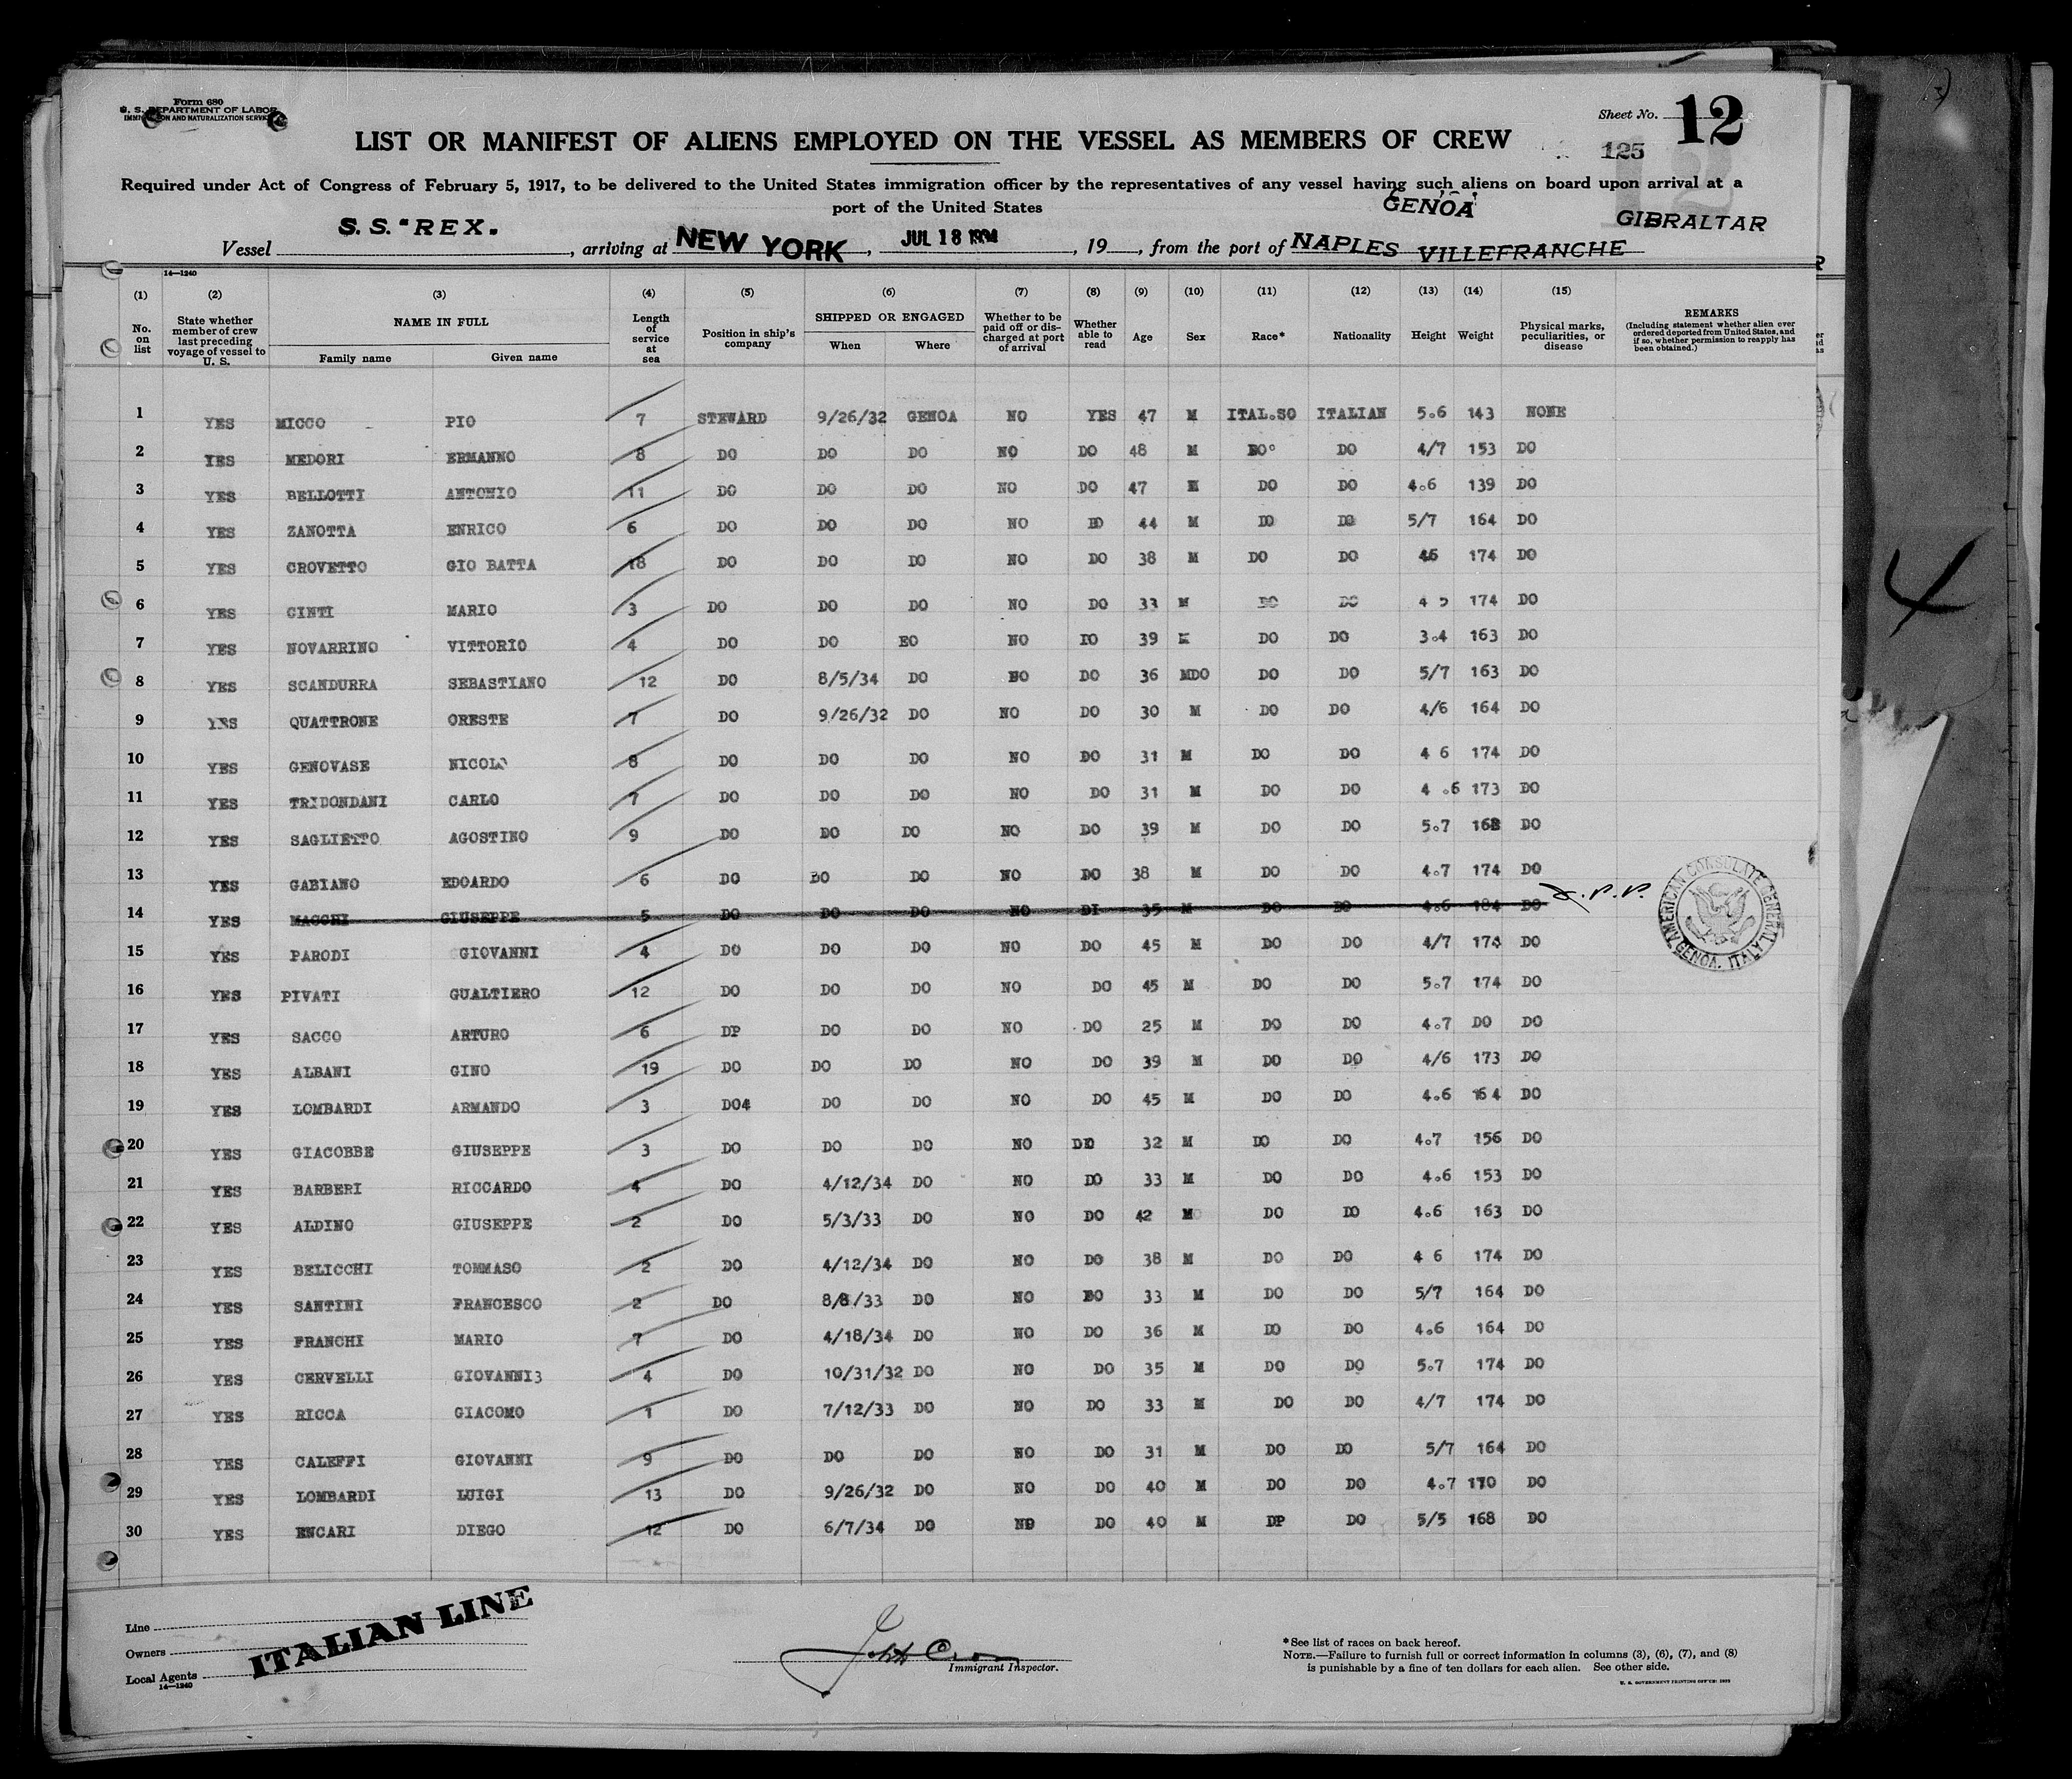 Form 680
U. S. DEPARTMENT OF LABOR
IMMIGRATION AND NATURALIZATION SERVICE
Sheet No. 12
LIST OR MANIFEST OF ALIENS EMPLOYED ON THE VESSEL AS MEMBERS OF CREW
125
Required under Act of Congress of February 5, 1917, to be delivered to the United States immigration officer by the representatives of any vessel having such aliens on board upon arrival at a
port of the United States
GENOA
Vessel S. S. "REX. , arriving at NEW YORK , JUL 18 1934 , 19 , from the port of NAPLES VILLEFRANCHE GIBRALTAR
14—1240
(1) No. on list (2) State whether member of crew last preceding voyage of vessel to U. S. (3) NAME IN FULL Family name Given name (4) Length of service at sea (5) Position in ship's company (6) SHIPPED OR ENGAGED When Where (7) Whether to be paid off or discharged at port of arrival (8) Whether able to read (9) Age (10) Sex (11) Race* (12) Nationality (13) Height (14) Weight (15) Physical marks, peculiarities, or disease REMARKS (Including statement whether alien ever ordered deported from United States, and if so, whether permission to reapply has been obtained.)
1 YES MICCO PIO 7 STEWARD 9/26/32 GENOA NO YES 47 M ITAL.SO ITALIAN 5.6 143 NONE
2 YES MEDORI ERMANNO 8 DO DO DO NO DO 48 M DO DO 4/7 153 DO
3 YES BELLOTTI ANTONIO 11 DO DO DO NO DO 47 M DO DO 4.6 139 DO
4 YES ZANOTTA ENRICO 6 DO DO DO NO DO 44 M DO DO 5/7 164 DO
5 YES CROVETTO GIO BATTA 18 DO DO DO NO DO 38 M DO DO 46 174 DO
6 YES CINTI MARIO 3 DO DO DO NO DO 33 M DO DO 4 5 174 DO
7 YES NOVARRINO VITTORIO 4 DO DO EO NO DO 39 M DO DO 3.4 163 DO
8 YES SCANDURRA SEBASTIANO 12 DO 8/5/34 DO NO DO 36 MDO DO DO 5/7 163 DO
9 YES QUATTRONE ORESTE 7 DO 9/26/32 DO NO DO 30 M DO DO 4/6 164 DO
10 YES GENOVASE NICOLO 8 DO DO DO NO DO 31 M DO DO 4 6 174 DO
11 YES TRIDONDANI CARLO 7 DO DO DO NO DO 31 M DO DO 4 .6 173 DO
12 YES SAGLIETTO AGOSTINO 9 DO DO DO NO DO 39 M DO DO 5.7 168 DO
13 YES GABIANO EDOARDO 6 DO DO DO NO DO 38 M DO DO 4.7 174 DO
14 YES MACCHI GIUSEPPE 5 DO DO DO NO DI 35 M DO DO 4.6 184 DO
15 YES PARODI GIOVANNI 4 DO DO DO NO DO 45 M DO DO 4/7 174 DO
16 YES PIVATI GUALTIERO 12 DO DO DO NO DO 45 M DO DO 5.7 174 DO
17 YES SACCO ARTURO 6 DP DO DO NO DO 25 M DO DO 4.7 DO DO
18 YES ALBANI GINO 19 DO DO DO NO DO 39 M DO DO 4/6 173 DO
19 YES LOMBARDI ARMANDO 3 DO4 DO DO NO DO 45 M DO DO 4.6 164 DO
20 YES GIACOBBE GIUSEPPE 3 DO DO DO NO DO 32 M DO DO 4.7 156 DO
21 YES BARBERI RICCARDO 4 DO 4/12/34 DO NO DO 33 M DO DO 4.6 153 DO
22 YES ALDINO GIUSEPPE 2 DO 5/3/33 DO NO DO 42 MO DO DO 4.6 163 DO
23 YES BELICCHI TOMMASO 2 DO 4/12/34 DO NO DO 38 M DO DO 4 6 174 DO
24 YES SANTINI FRANCESCO 2 DO 8/8/33 DO NO DO 33 M DO DO 5/7 164 DO
25 YES FRANCHI MARIO 7 DO 4/18/34 DO NO DO 36 M DO DO 4.6 164 DO
26 YES CERVELLI GIOVANNI3 4 DO 10/31/32 DO NO DO 35 M DO DO 5.7 174 DO
27 YES RICCA GIACOMO 1 DO 7/12/33 DO NO DO 33 M DO DO 4/7 174 DO
28 YES CALEFFI GIOVANNI 9 DO DO DO NO DO 31 M DO DO 5/7 164 DO
29 YES LOMBARDI LUIGI 13 DO 9/26/32 DO NO DO 40 M DO DO 4.7 170 DO
30 YES ENCARI DIEGO 12 DO 6/7/34 DO NO DO 40 M DP DO 5/5 168 DO
AMERICAN CONSULATE GENERAL
GENOA, ITALY
Line
Owners
Local Agents
ITALIAN LINE
14—1240
Immigrant Inspector.
*See list of races on back hereof.
NOTE.—Failure to furnish full or correct information in columns (3), (6), (7), and (8)
is punishable by a fine of ten dollars for each alien. See other side.
U. S. GOVERNMENT PRINTING OFFICE: 1932